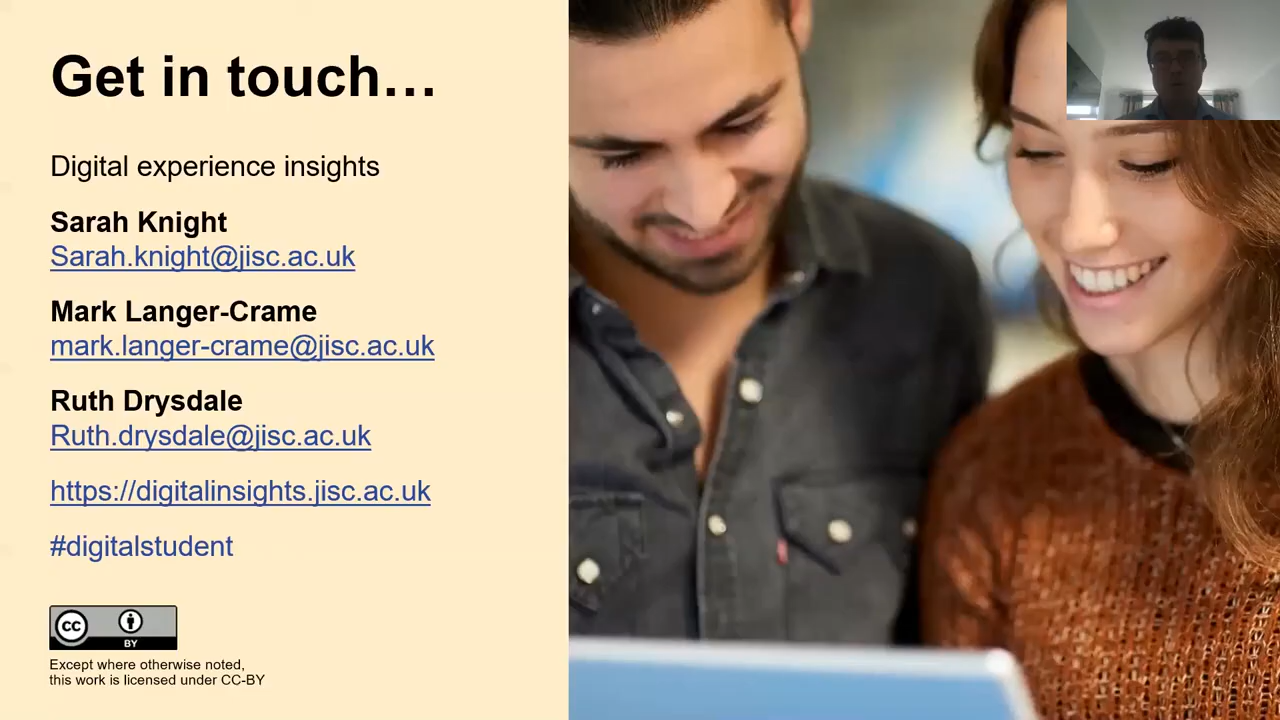 Get in touch…
Digital experience insights
Sarah Knight
Sarah.knight@jisc.ac.uk
Mark Langer-Crame
mark.langer-crame@jisc.ac.uk
Ruth Drysdale
Ruth.drysdale@jisc.ac.uk
https://digitalinsights.jisc.ac.uk
#digitalstudent
cc
BY
Except where otherwise noted,
this work is licensed under CC-BY